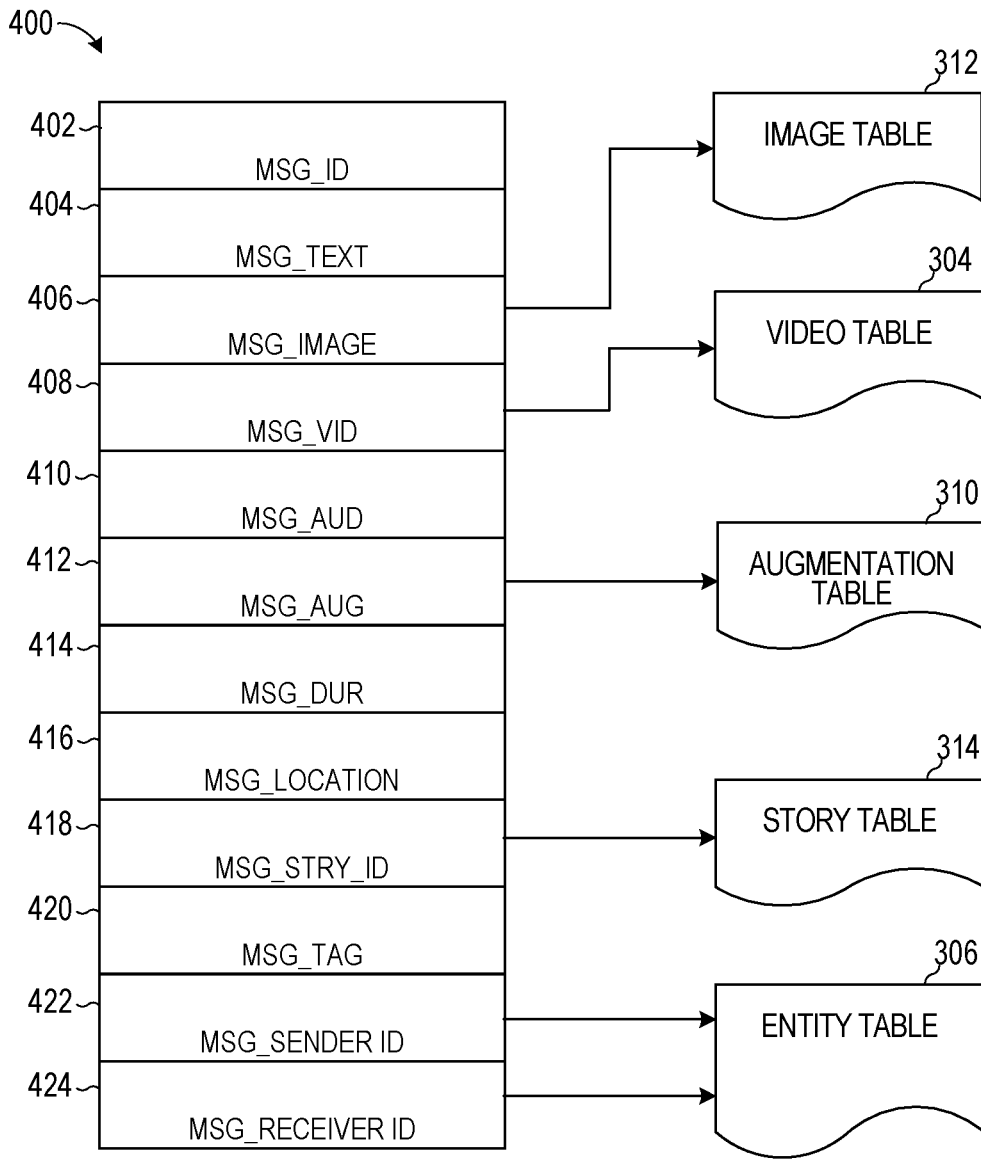 400
402
MSG_ID
404
MSG_TEXT
406
MSG_IMAGE
408
MSG_VID
410
MSG_AUD
412
MSG_AUG
414
MSG_DUR
416
MSG_LOCATION
418
MSG_STRY_ID
420
MSG_TAG
422
MSG_SENDER ID
424
MSG_RECEIVER ID
312
IMAGE TABLE
304
VIDEO TABLE
310
AUGMENTATION
TABLE
314
STORY TABLE
306
ENTITY TABLE